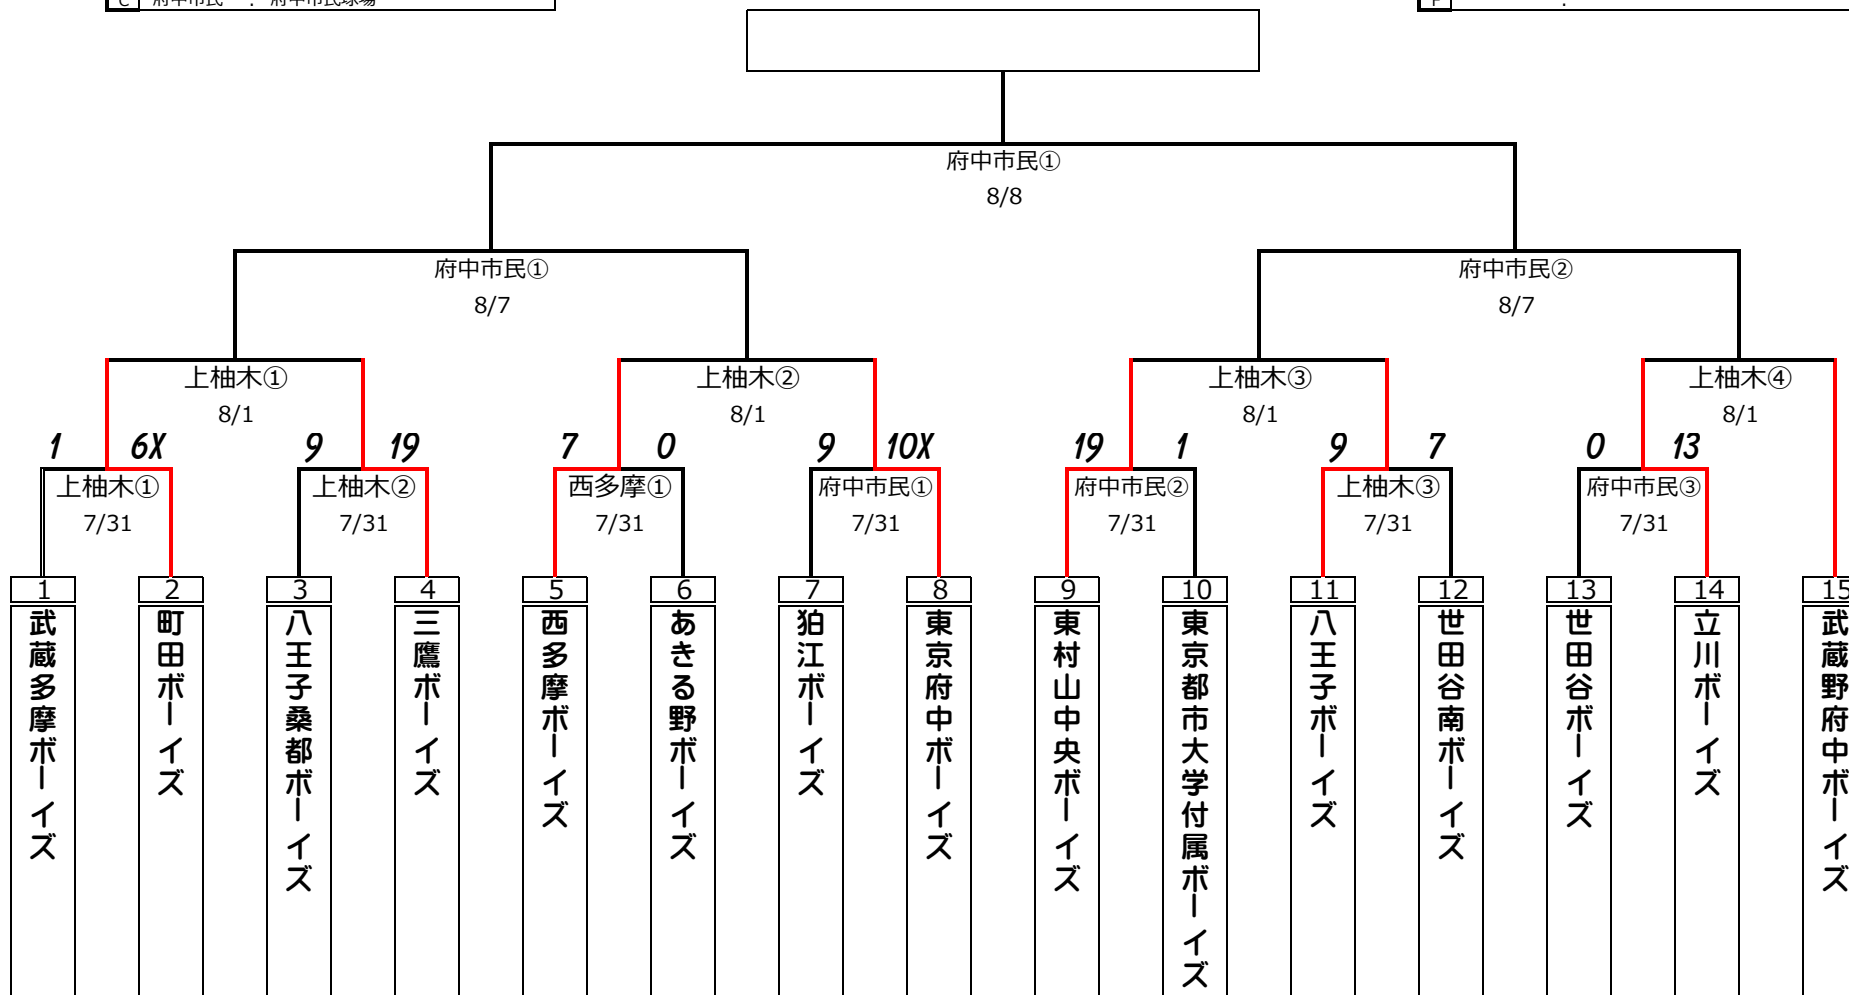 C 府中市民 : 府中市民球場
:
府中市民①
8/8
府中市民① 府中市民②
8/7 8/7
上柚木① 上柚木② 上柚木③ 上柚木④
8/1 8/1 8/1 8/1
1 6X 9 19 7 0 9 10X 19 1 9 7 0 13
上柚木① 上柚木② 西多摩① 府中市民① 府中市民② 上柚木③ 府中市民③
7/31 7/31 7/31 7/31 7/31 7/31 7/31
1 2 3 4 5 6 7 8 9 10 11 12 13 14 15
武蔵多摩ボーイズ
町田ボーイズ
八王子桑都ボーイズ
三鷹ボーイズ
西多摩ボーイズ
あきる野ボーイズ
狛江ボーイズ
東京府中ボーイズ
東村山中央ボーイズ
東京都市大学付属ボーイズ
八王子ボーイズ
世田谷南ボーイズ
世田谷ボーイズ
立川ボーイズ
武蔵野府中ボーイズ